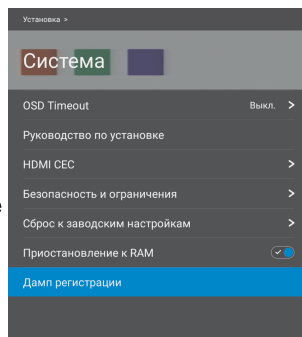 Установка >
Система
OSD Timeout Выкл. >
Руководство по установке
HDMI CEC >
Безопасность и ограничения >
Сброс к заводским настройкам >
Приостановление к RAM
Дамп регистрации
е